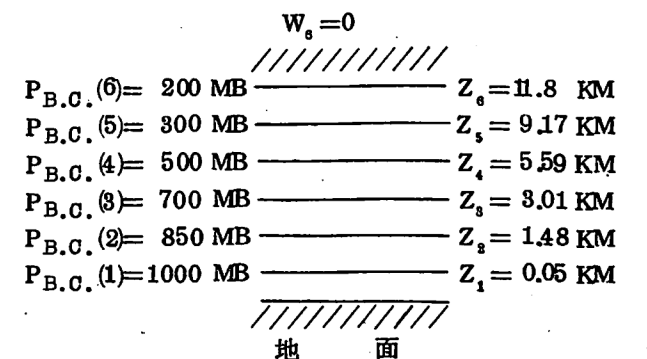 W₆=0
P_B.C.(6)= 200 MB Z₆=11.8 KM
P_B.C.(5)= 300 MB Z₅=9.17 KM
P_B.C.(4)= 500 MB Z₄=5.59 KM
P_B.C.(3)= 700 MB Z₃=3.01 KM
P_B.C.(2)= 850 MB Z₂=1.48 KM
P_B.C.(1)=1000 MB Z₁=0.05 KM
地 面